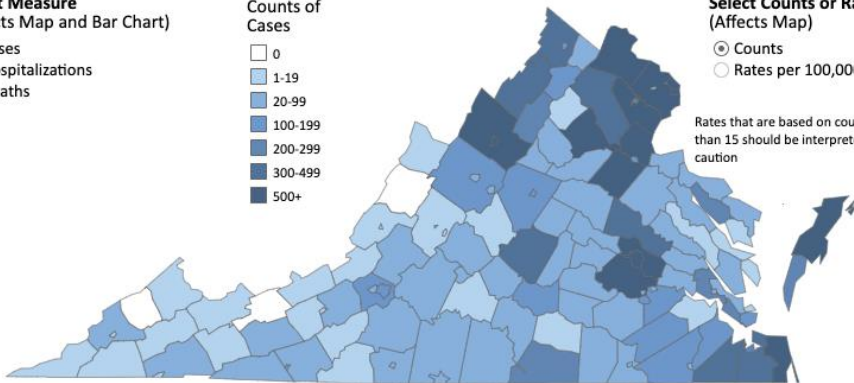 t Measure
ts Map and Bar Chart)
ses
spitalizations
aths
Counts of
Cases
0
1-19
20-99
100-199
200-299
300-499
500+
Select Counts or Ra
(Affects Map)
Counts
Rates per 100,000
Rates that are based on cou
than 15 should be interprete
caution